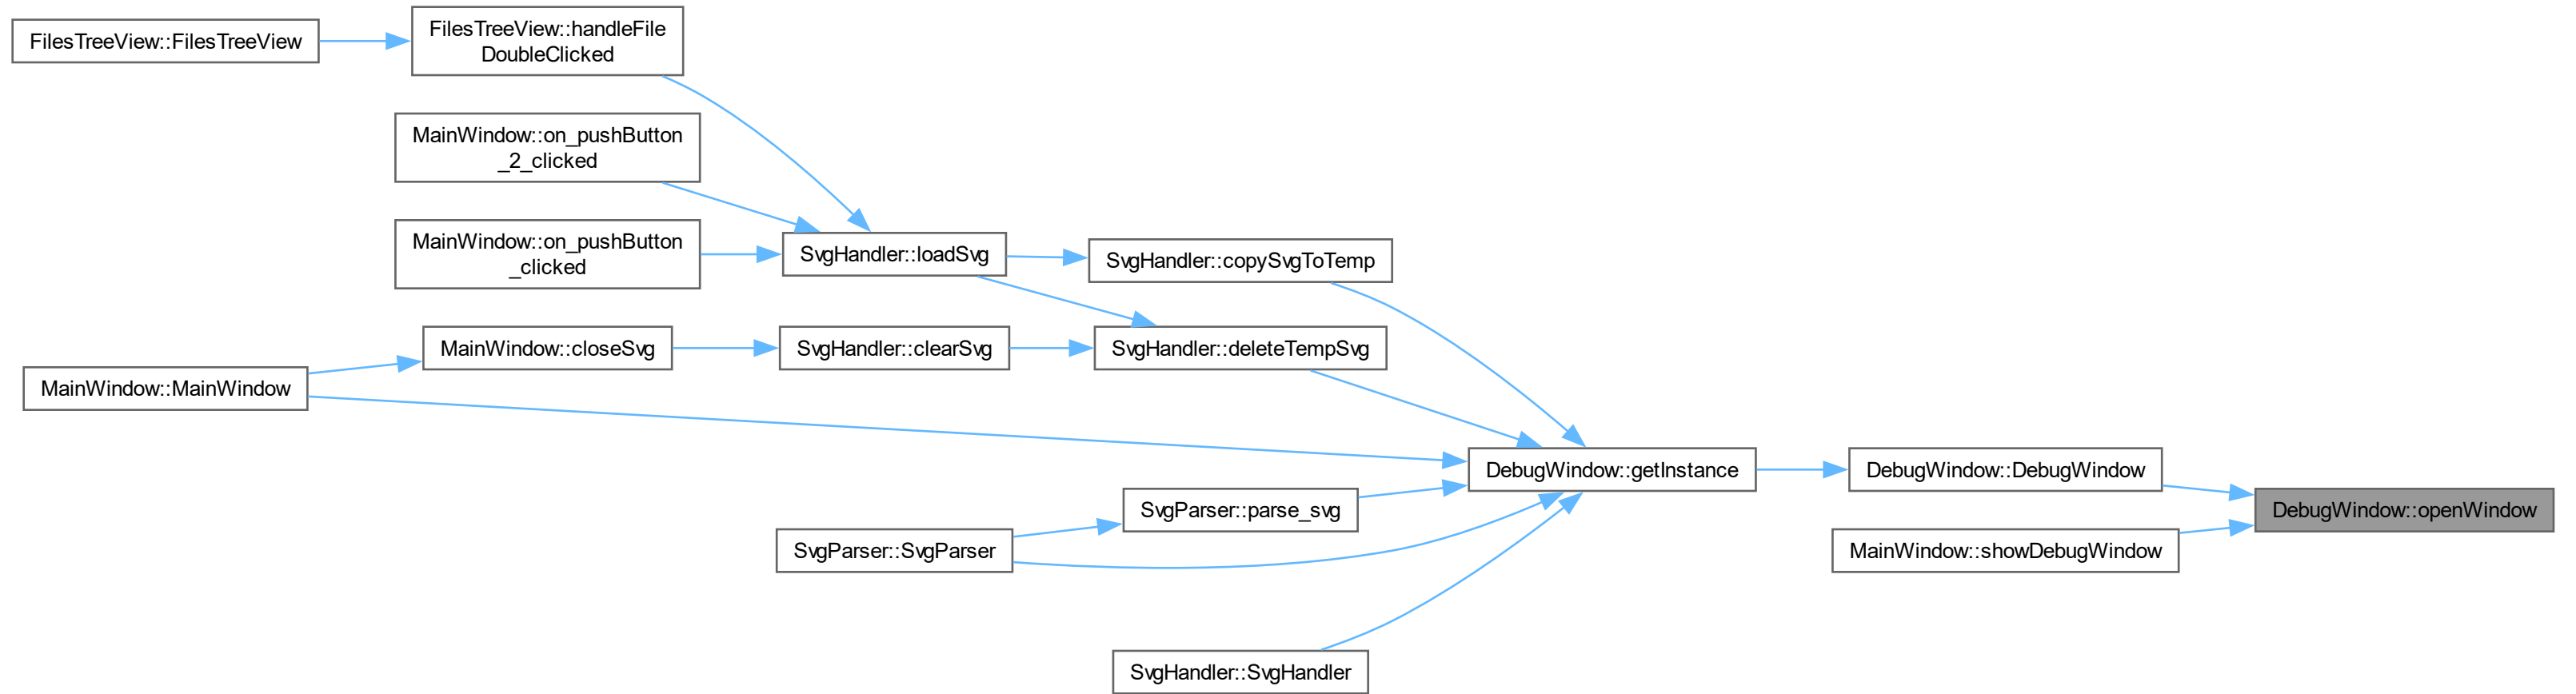 FilesTreeView::FilesTreeView
FilesTreeView::handleFile
DoubleClicked
MainWindow::on_pushButton
_2_clicked
MainWindow::on_pushButton
_clicked
SvgHandler::loadSvg
SvgHandler::copySvgToTemp
MainWindow::closeSvg
SvgHandler::clearSvg
SvgHandler::deleteTempSvg
MainWindow::MainWindow
DebugWindow::getInstance
DebugWindow::DebugWindow
SvgParser::parse_svg
DebugWindow::openWindow
SvgParser::SvgParser
MainWindow::showDebugWindow
SvgHandler::SvgHandler